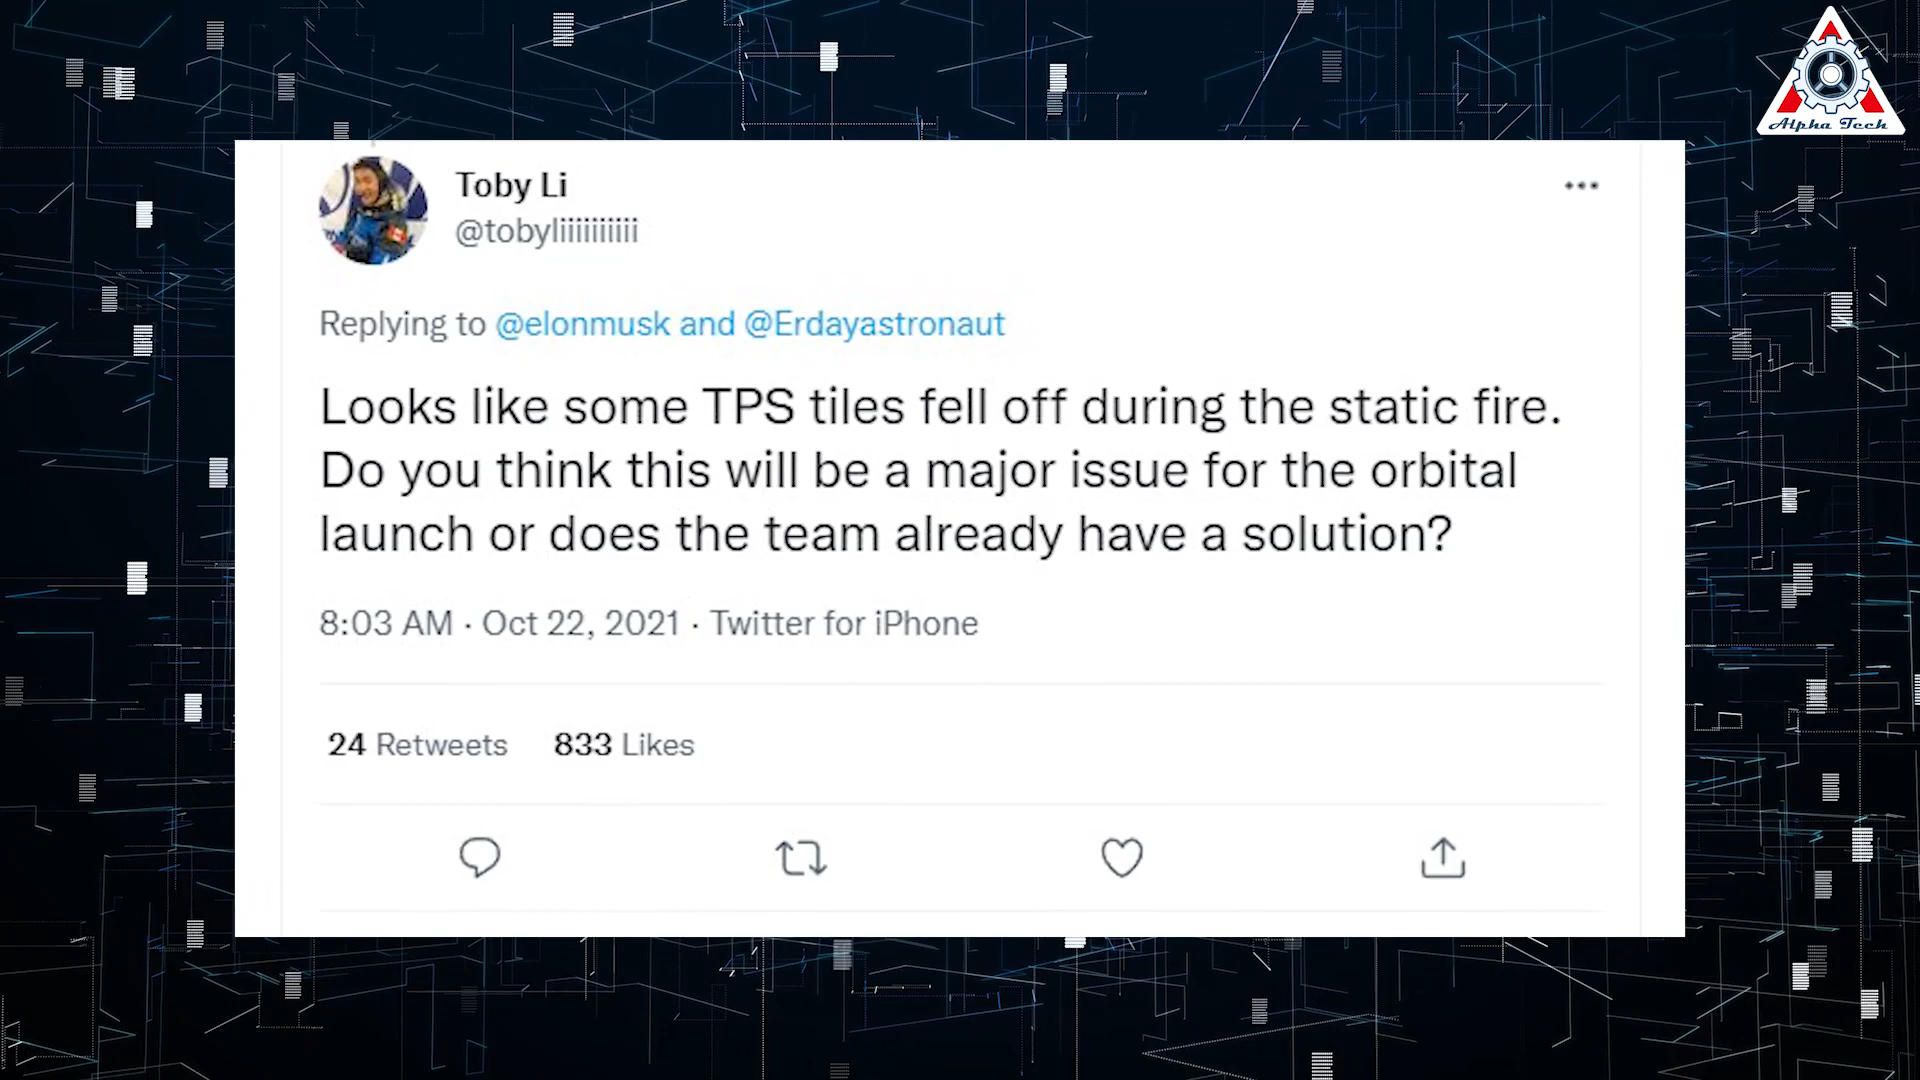 Alpha Tech
Toby Li
@tobyliiiiiiiiiii
Replying to @elonmusk and @Erdayastronaut
Looks like some TPS tiles fell off during the static fire.
Do you think this will be a major issue for the orbital
launch or does the team already have a solution?
8:03 AM · Oct 22, 2021 · Twitter for iPhone
24 Retweets 833 Likes